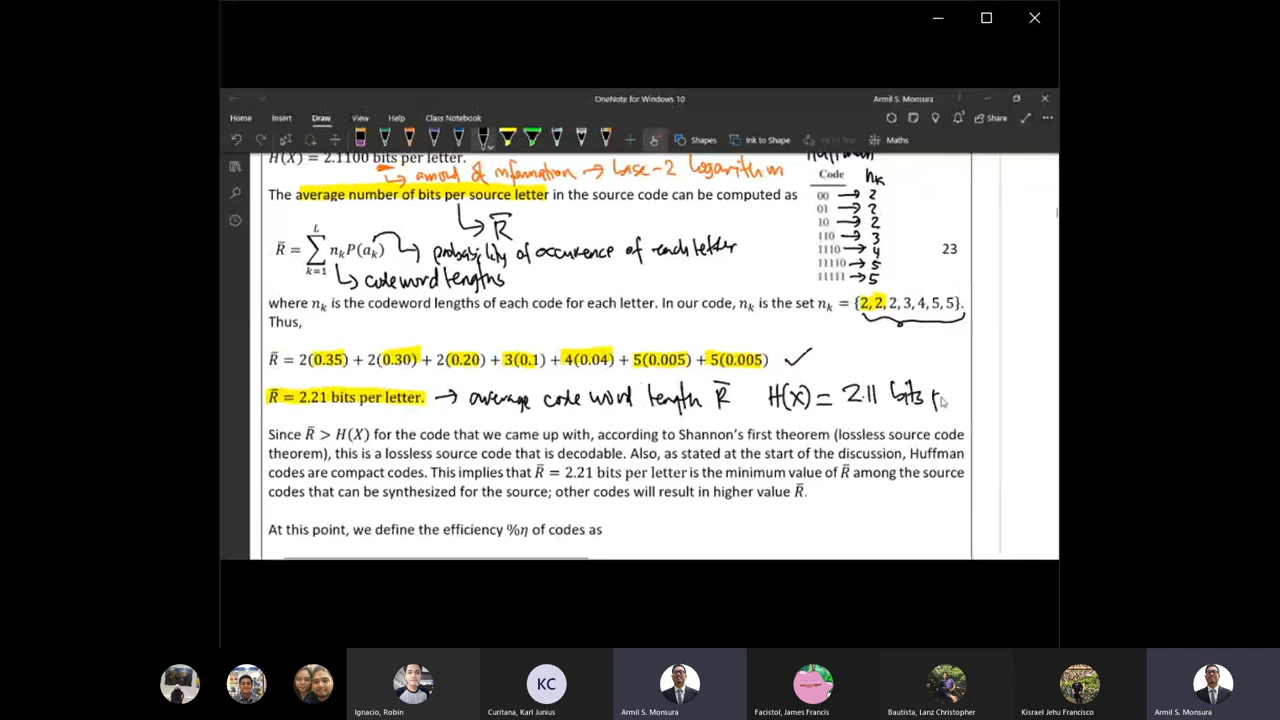 OneNote for Windows 10
Armil S. Monsura
Home Insert Draw View Help Class Notebook
Share
Shapes Ink to Shape Maths
H(X) = 2.1100 bits per letter.
↳ amount of information → base-2 logarithm
Huffman
Code nk
The average number of bits per source letter in the source code can be computed as
↳ R̄
00 → 2
01 → 2
10 → 2
110 → 3
1110 → 4
11110 → 5
11111 → 5
R̄ = ∑ₖ₌₁ᴸ nₖP(aₖ) 23
↳ probability of occurrence of each letter
↳ codeword lengths
where nₖ is the codeword lengths of each code for each letter. In our code, nₖ is the set nₖ = {2, 2, 2, 3, 4, 5, 5}.
Thus,
R̄ = 2(0.35) + 2(0.30) + 2(0.20) + 3(0.1) + 4(0.04) + 5(0.005) + 5(0.005) ✓
R̄ = 2.21 bits per letter. → average code word length R̄ H(X) = 2.11 bits
Since R̄ > H(X) for the code that we came up with, according to Shannon's first theorem (lossless source code
theorem), this is a lossless source code that is decodable. Also, as stated at the start of the discussion, Huffman
codes are compact codes. This implies that R̄ = 2.21 bits per letter is the minimum value of R̄ among the source
codes that can be synthesized for the source; other codes will result in higher value R̄.
At this point, we define the efficiency %η of codes as
KC
Ignacio, Robin
Curitana, Karl Junius
Armil S. Monsura
Facistol, James Francis
Bautista, Lanz Christopher
Kisrael Jehu Francisco
Armil S. Monsura